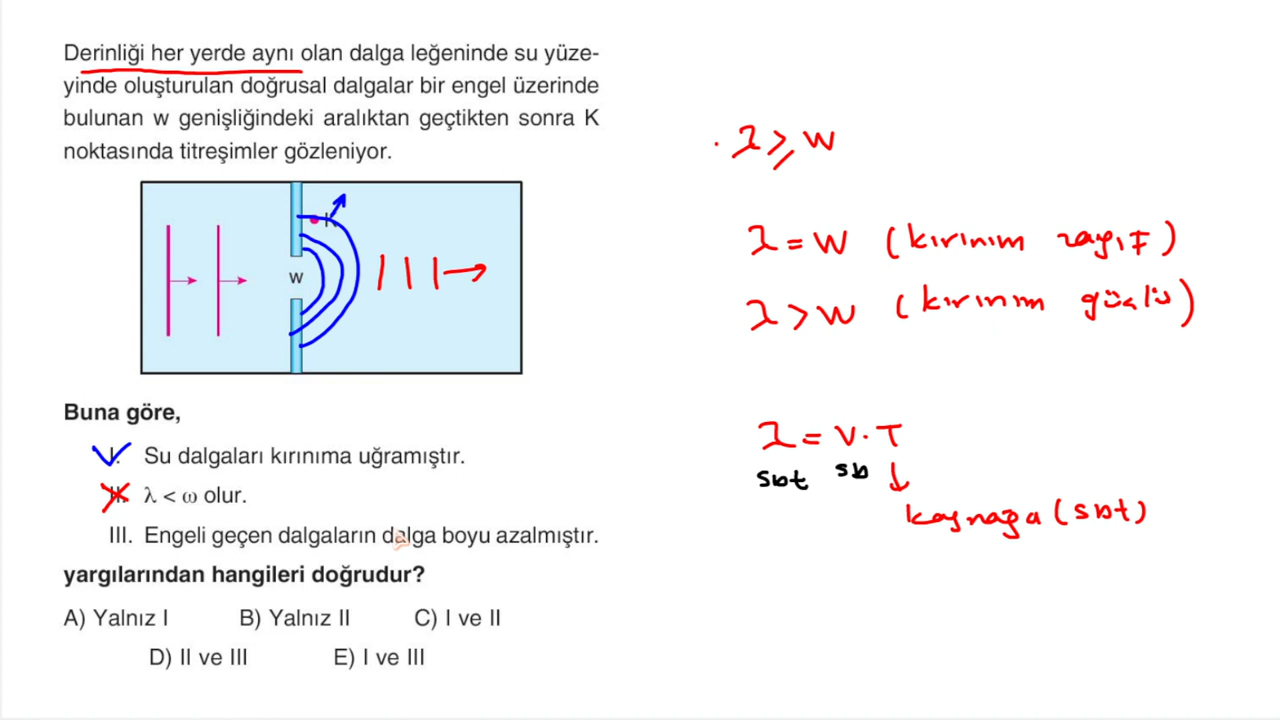 Derinliği her yerde aynı olan dalga leğeninde su yüze-
yinde oluşturulan doğrusal dalgalar bir engel üzerinde
bulunan w genişliğindeki aralıktan geçtikten sonra K
noktasında titreşimler gözleniyor.
K
w
Buna göre,
I. Su dalgaları kırınıma uğramıştır.
II. λ < ω olur.
III. Engeli geçen dalgaların dalga boyu azalmıştır.
yargılarından hangileri doğrudur?
A) Yalnız I B) Yalnız II C) I ve II
D) II ve III E) I ve III
. λ ≥ w
λ = w (kırınım zayıf)
λ > w (kırınım güçlü)
λ = v . T
sbt sb ↓
kaynağa (sbt)